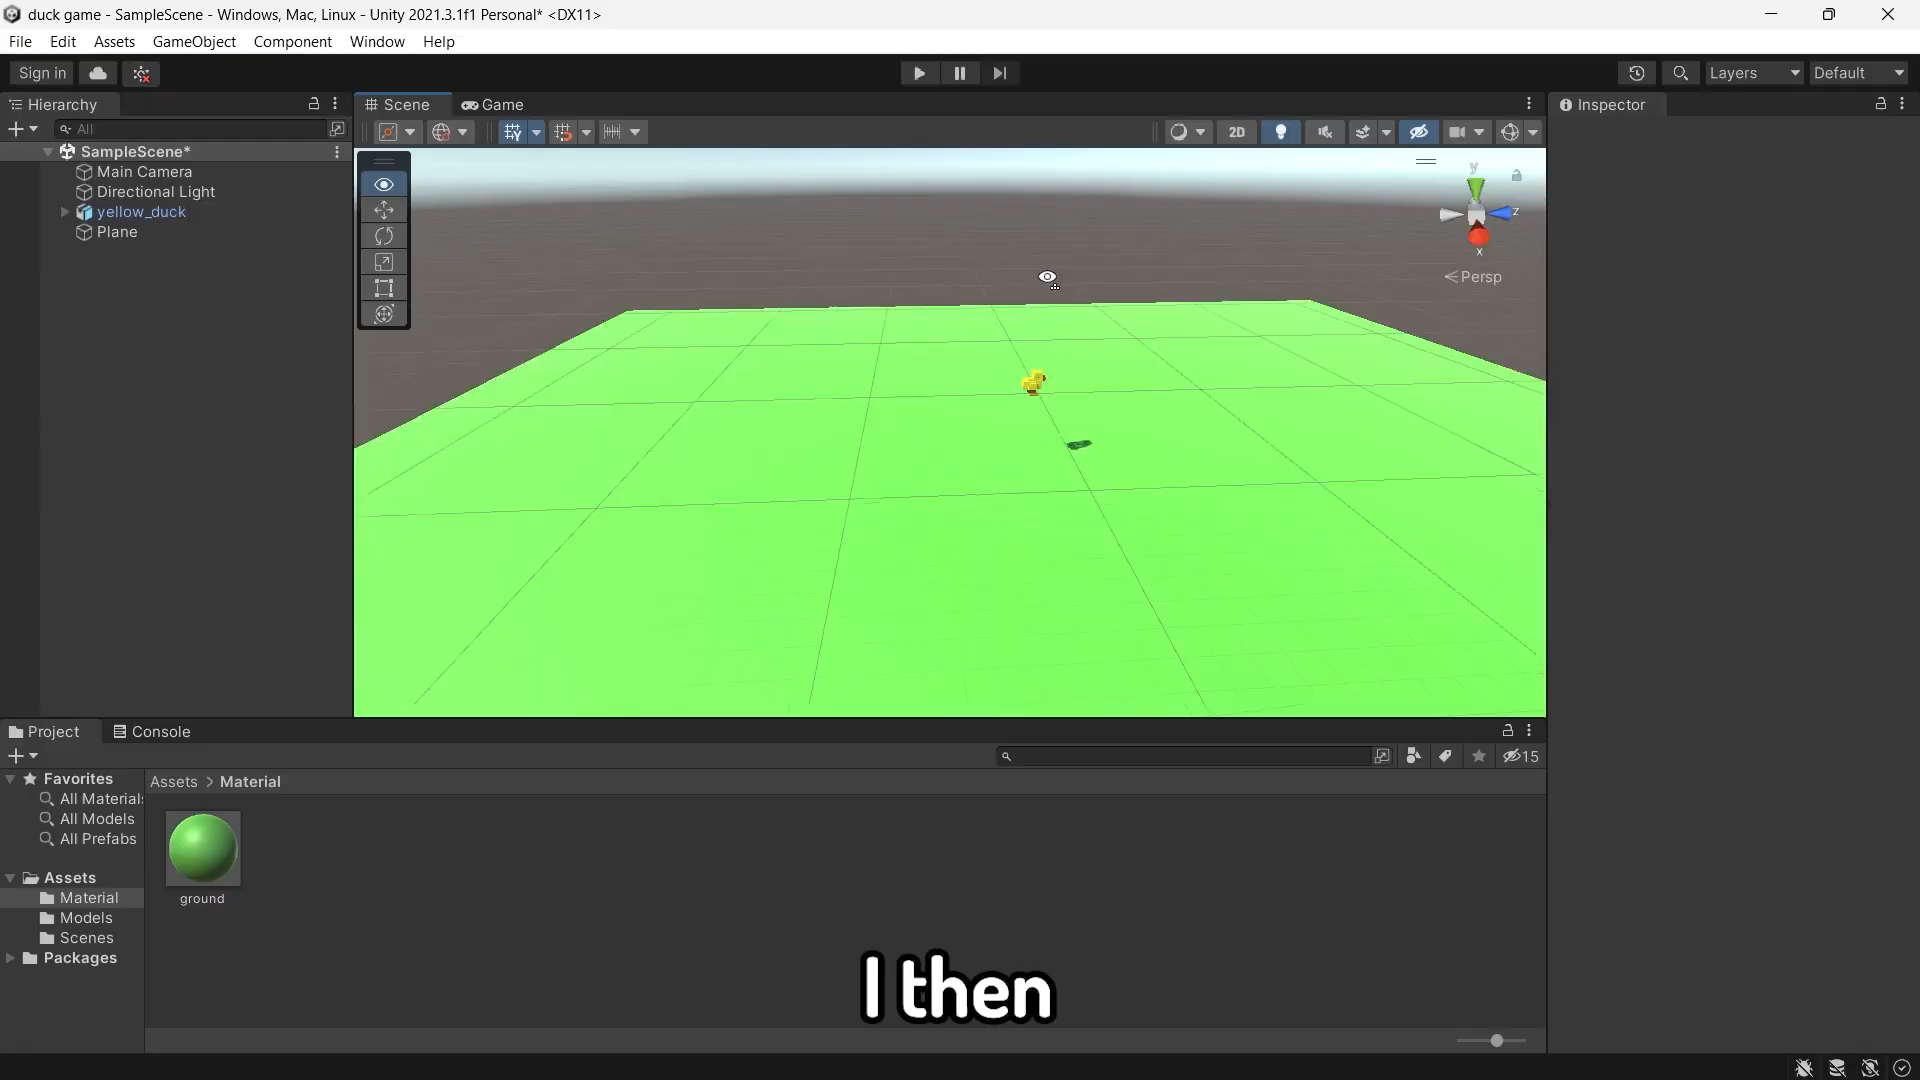 duck game - SampleScene - Windows, Mac, Linux - Unity 2021.3.1f1 Personal* <DX11>
File Edit Assets GameObject Component Window Help
Sign in
Layers
Default
Hierarchy
Scene
Game
Inspector
All
2D
SampleScene*
Main Camera
Directional Light
yellow_duck
Plane
y
z
x
Persp
Project
Console
15
Favorites
All Materials
All Models
All Prefabs
Assets
Material
Models
Scenes
Packages
Assets > Material
ground
I then